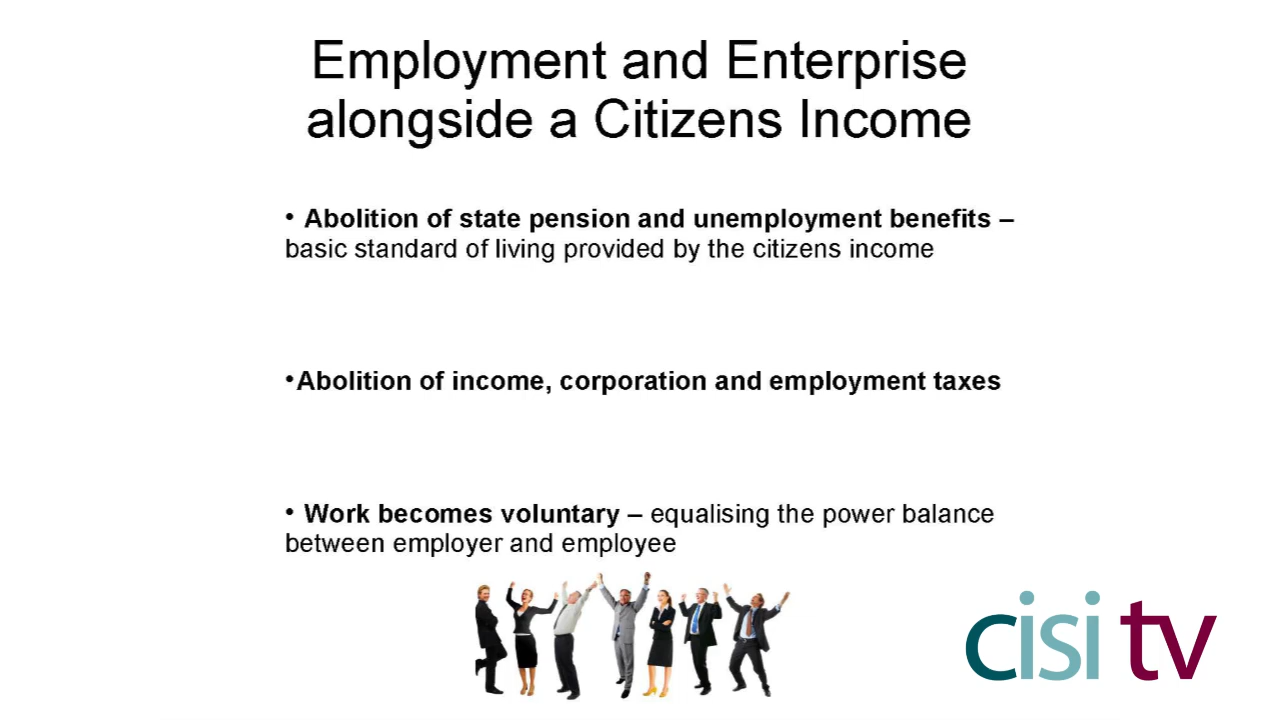 Employment and Enterprise
alongside a Citizens Income
• Abolition of state pension and unemployment benefits –
basic standard of living provided by the citizens income
•Abolition of income, corporation and employment taxes
• Work becomes voluntary – equalising the power balance
between employer and employee
cisi tv